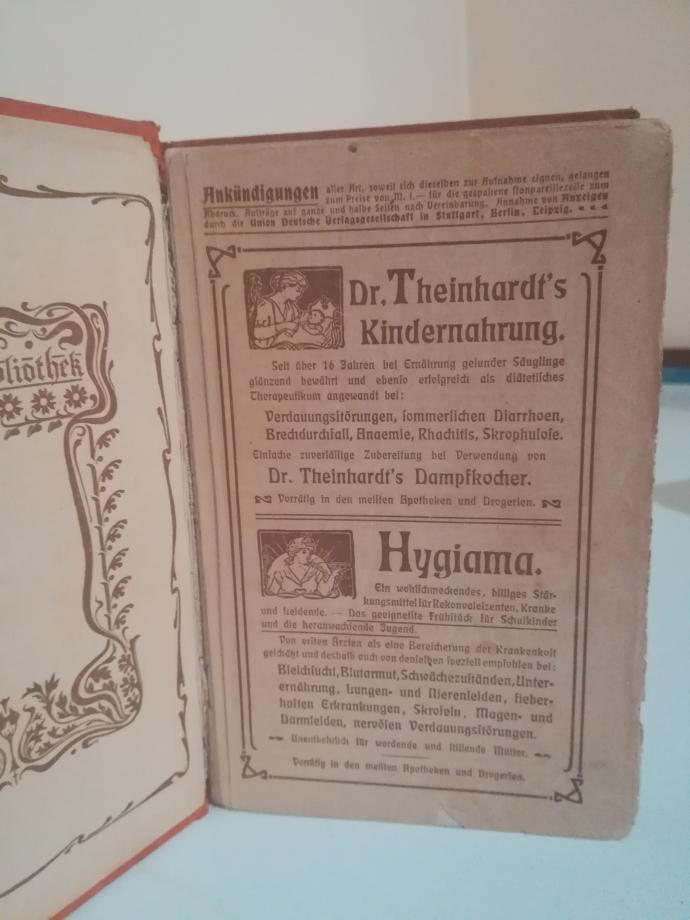 bliothek
Ankündigungen aller Art, soweit sich dieselben zur Aufnahme eignen, gelangen
zum Preise von M. 1.— für die gespaltene Nonpareillezeile zum
Abdruck. Aufträge auf ganze und halbe Seiten nach Vereinbarung. Annahme von Anzeigen
durch die Union Deutsche Verlagsgesellschaft in Stuttgart, Berlin, Leipzig.
Dr. Theinhardt's
Kindernahrung.
Seit über 16 Jahren bei Ernährung gesunder Säuglinge
glänzend bewährt und ebenso erfolgreich als diätetisches
Therapeutikum angewandt bei:
Verdauungsstörungen, sommerlichen Diarrhoen,
Brechdurchfall, Anaemie, Rhachitis, Skrophulose.
Einfache zuverlässige Zubereitung bei Verwendung von
Dr. Theinhardt's Dampfkocher.
Vorrätig in den meisten Apotheken und Drogerien.
Hygiama.
Ein wohlschmeckendes, billiges Stär-
kungsmittel für Rekonvaleszenten, Kranke
und Leidende. — Das geeignetste Frühstück für Schulkinder
und die heranwachsende Jugend.
Von ersten Ärzten als eine Bereicherung der Krankenkost
geschätzt und deshalb auch von denselben speziell empfohlen bei:
Bleichsucht, Blutarmut, Schwächezuständen, Unter-
ernährung, Lungen- und Nierenleiden, fieber-
haften Erkrankungen, Skrofeln, Magen- und
Darmleiden, nervösen Verdauungsstörungen.
Unentbehrlich für werdende und stillende Mütter.
Vorrätig in den meisten Apotheken und Drogerien.